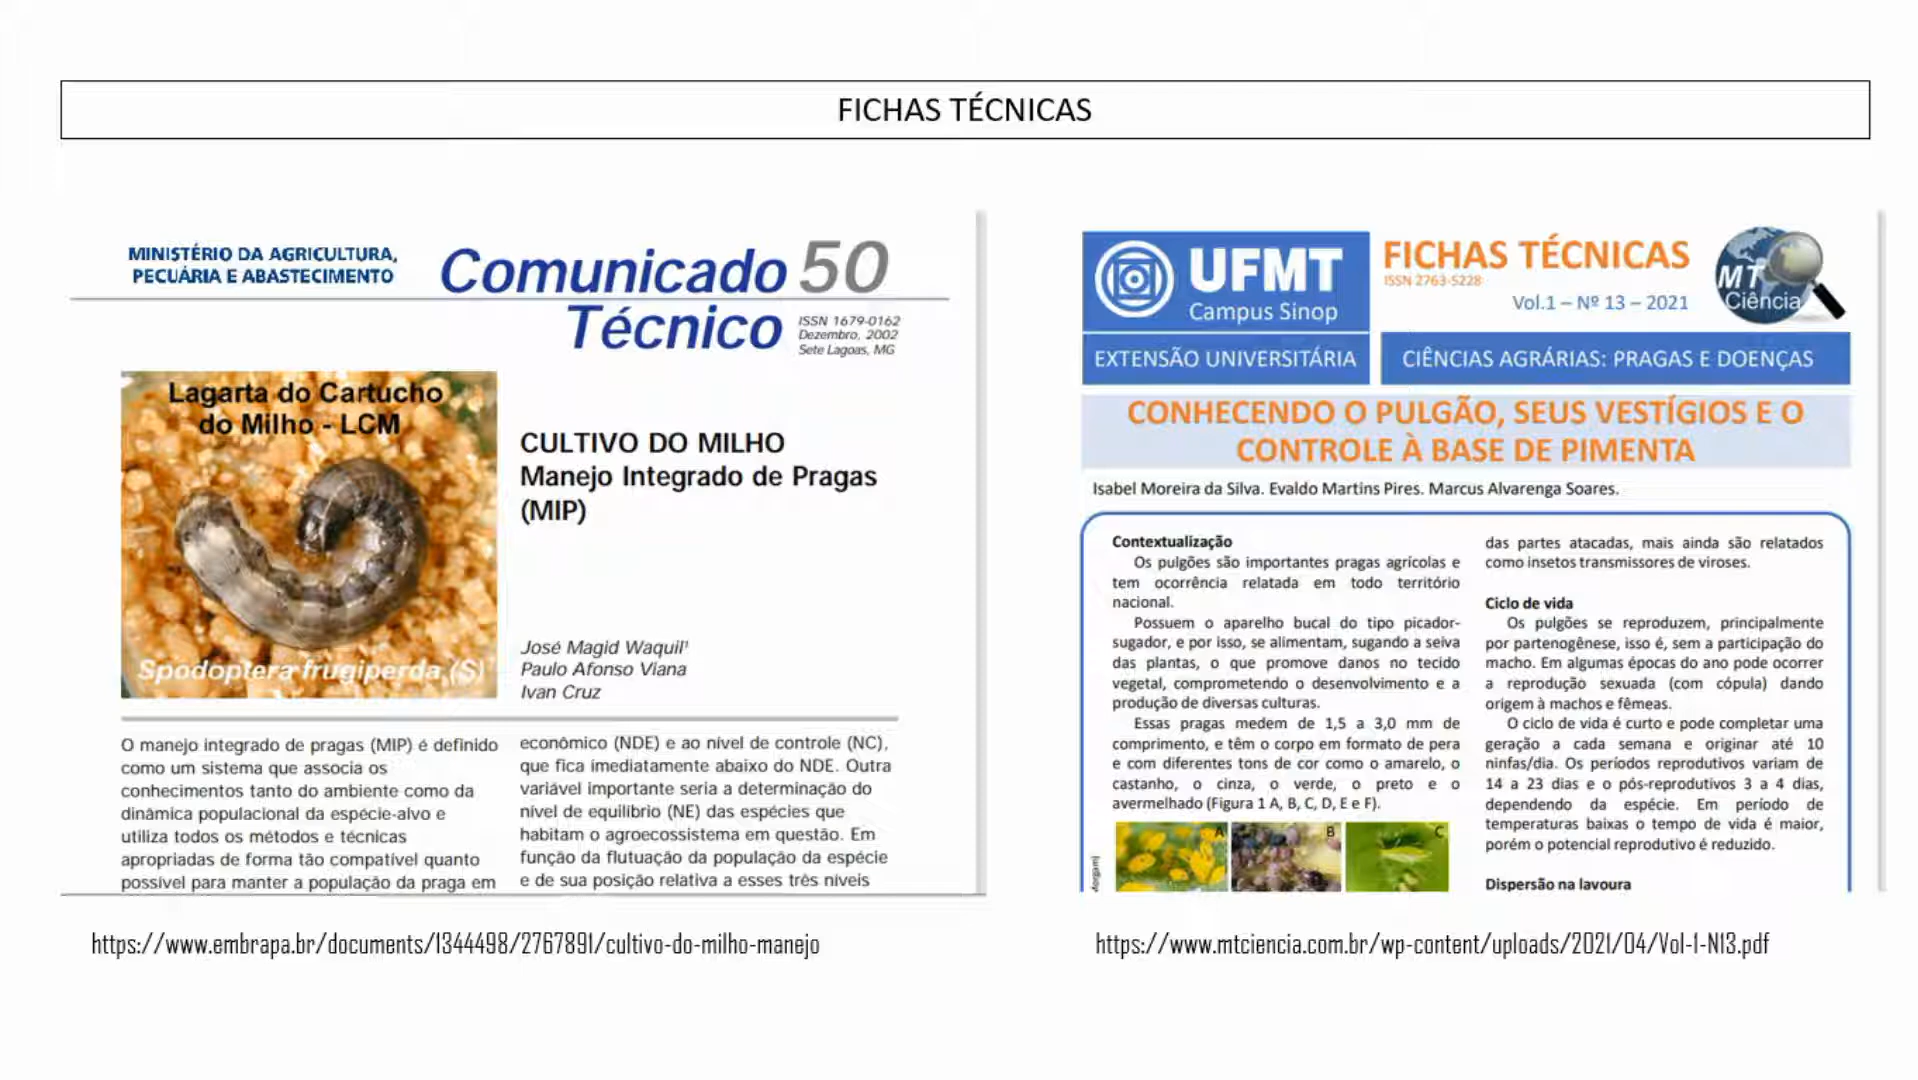 FICHAS TÉCNICAS
MINISTÉRIO DA AGRICULTURA,
PECUÁRIA E ABASTECIMENTO
Comunicado 50
Técnico
ISSN 1679-0162
Dezembro, 2002
Sete Lagoas, MG
Lagarta do Cartucho
do Milho - LCM
Spodoptera frugiperda (S)
CULTIVO DO MILHO
Manejo Integrado de Pragas
(MIP)
José Magid Waquil¹
Paulo Afonso Viana
Ivan Cruz
O manejo integrado de pragas (MIP) é definido
como um sistema que associa os
conhecimentos tanto do ambiente como da
dinâmica populacional da espécie-alvo e
utiliza todos os métodos e técnicas
apropriadas de forma tão compatível quanto
possível para manter a população da praga em
econômico (NDE) e ao nível de controle (NC),
que fica imediatamente abaixo do NDE. Outra
variável importante seria a determinação do
nível de equilíbrio (NE) das espécies que
habitam o agroecossistema em questão. Em
função da flutuação da população da espécie
e de sua posição relativa a esses três níveis
https://www.embrapa.br/documents/1344498/2767891/cultivo-do-milho-manejo
UFMT
Campus Sinop
EXTENSÃO UNIVERSITÁRIA
FICHAS TÉCNICAS
ISSN 2763-5228
Vol.1 – Nº 13 – 2021
MT
Ciência
CIÊNCIAS AGRÁRIAS: PRAGAS E DOENÇAS
CONHECENDO O PULGÃO, SEUS VESTÍGIOS E O
CONTROLE À BASE DE PIMENTA
Isabel Moreira da Silva. Evaldo Martins Pires. Marcus Alvarenga Soares.
Contextualização
Os pulgões são importantes pragas agrícolas e
tem ocorrência relatada em todo território
nacional.
Possuem o aparelho bucal do tipo picador-
sugador, e por isso, se alimentam, sugando a seiva
das plantas, o que promove danos no tecido
vegetal, comprometendo o desenvolvimento e a
produção de diversas culturas.
Essas pragas medem de 1,5 a 3,0 mm de
comprimento, e têm o corpo em formato de pera
e com diferentes tons de cor como o amarelo, o
castanho, o cinza, o verde, o preto e o
avermelhado (Figura 1 A, B, C, D, E e F).
A
B
C
das partes atacadas, mais ainda são relatados
como insetos transmissores de viroses.
Ciclo de vida
Os pulgões se reproduzem, principalmente
por partenogênese, isso é, sem a participação do
macho. Em algumas épocas do ano pode ocorrer
a reprodução sexuada (com cópula) dando
origem à machos e fêmeas.
O ciclo de vida é curto e pode completar uma
geração a cada semana e originar até 10
ninfas/dia. Os períodos reprodutivos variam de
14 a 23 dias e o pós-reprodutivos 3 a 4 dias,
dependendo da espécie. Em período de
temperaturas baixas o tempo de vida é maior,
porém o potencial reprodutivo é reduzido.
Dispersão na lavoura
https://www.mtciencia.com.br/wp-content/uploads/2021/04/Vol-1-N13.pdf